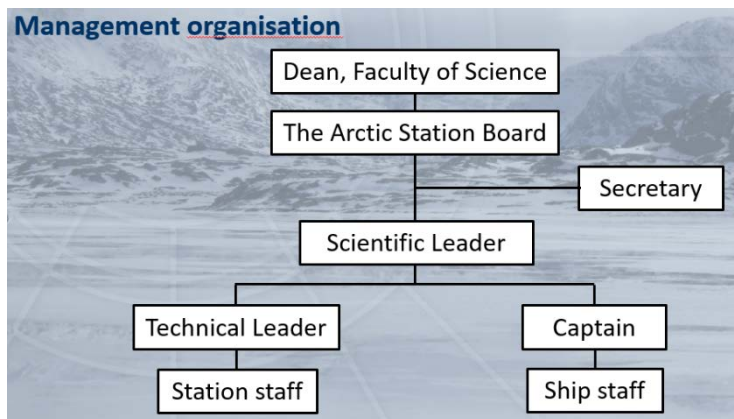 Management organisation
Dean, Faculty of Science
The Arctic Station Board
Secretary
Scientific Leader
Technical Leader
Captain
Station staff
Ship staff